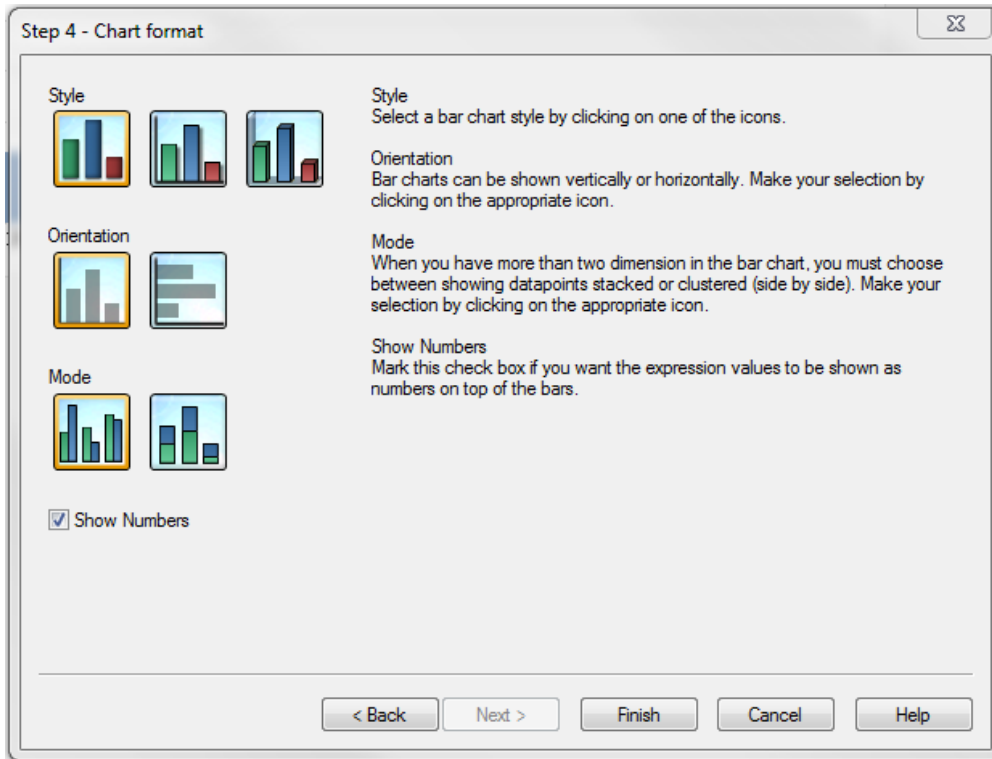 Step 4 - Chart format
Style
Orientation
Mode
Show Numbers
Style
Select a bar chart style by clicking on one of the icons.
Orientation
Bar charts can be shown vertically or horizontally. Make your selection by
clicking on the appropriate icon.
Mode
When you have more than two dimension in the bar chart, you must choose
between showing datapoints stacked or clustered (side by side). Make your
selection by clicking on the appropriate icon.
Show Numbers
Mark this check box if you want the expression values to be shown as
numbers on top of the bars.
< Back
Next >
Finish
Cancel
Help